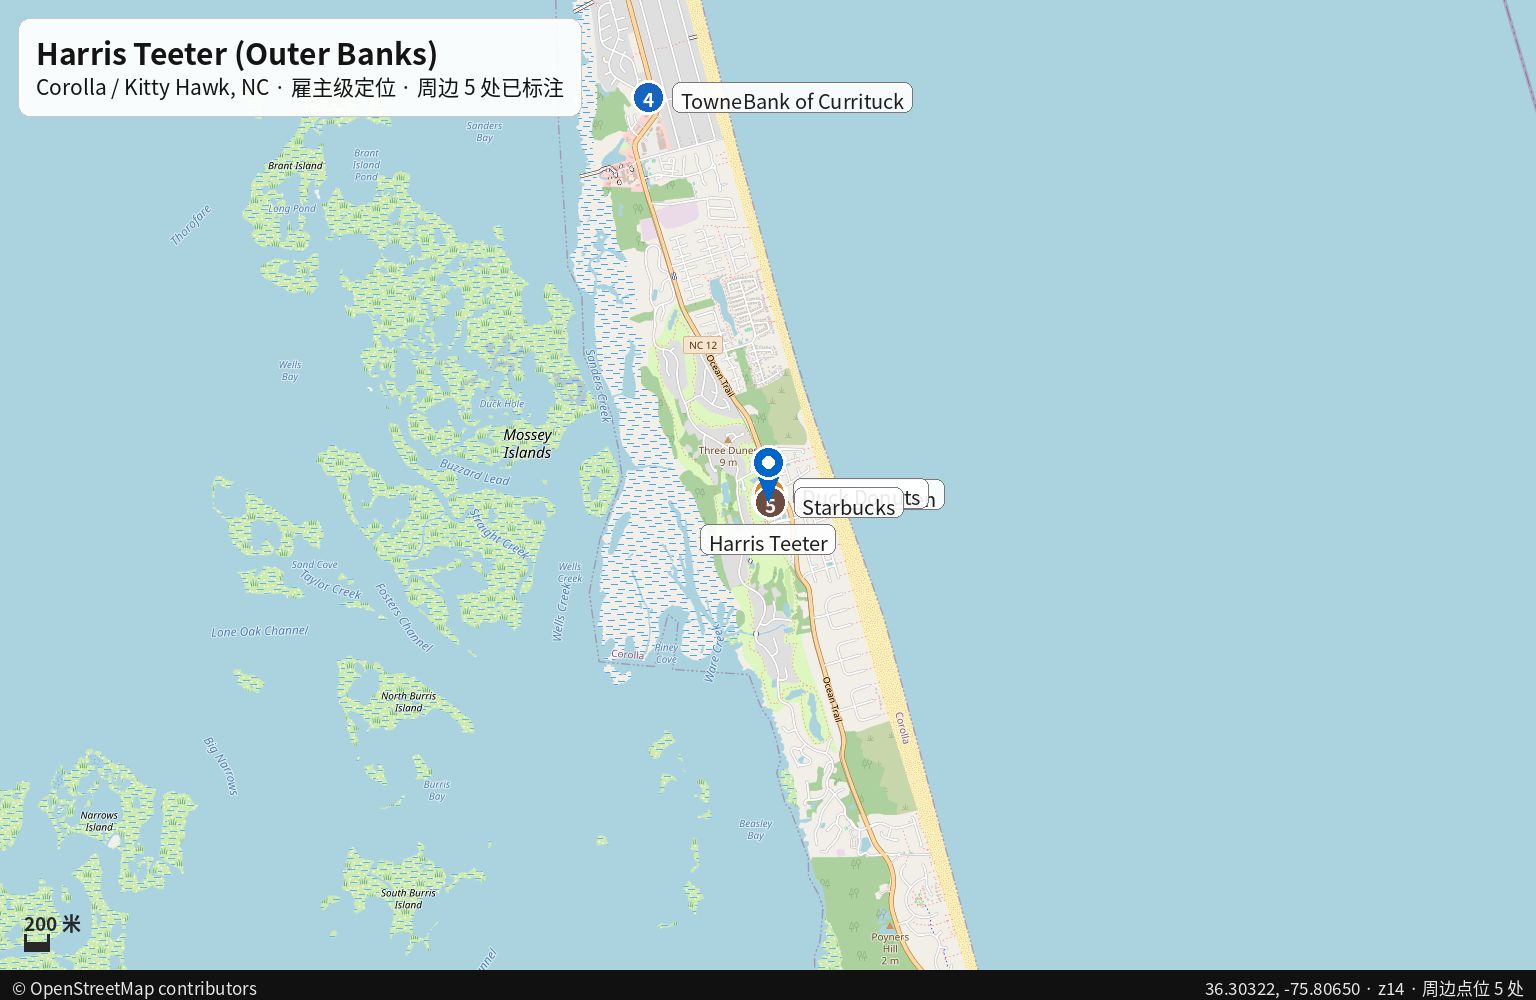 Harris Teeter (Outer Banks)
Corolla / Kitty Hawk, NC · 雇主级定位 · 周边 5 处已标注
4
TowneBank of Currituck
Sanders
Bay
Brant Island
Brant
Island
Pond
Long Pond
Thorofare
NC 12
Ocean Trail
Wells
Bay
Sanders Creek
Duck Hole
Mossey
Islands
Three Dunes
9 m
Buzzard Lead
Duck Donuts
Starbucks
5
Harris Teeter
Straight Creek
Sand Cove
Taylor Creek
Wells
Creek
Fosters Channel
Wells Creek
Lone Oak Channel
Corolla
Piney
Cove
Ware Creek
North Burris
Island
Ocean Trail
Corolla
Big Narrows
Burris
Bay
Narrows
Island
Beasley
Bay
South Burris
Island
200 米
Poyners
Hill
2 m
© OpenStreetMap contributors
36.30322, -75.80650 · z14 · 周边点位 5 处